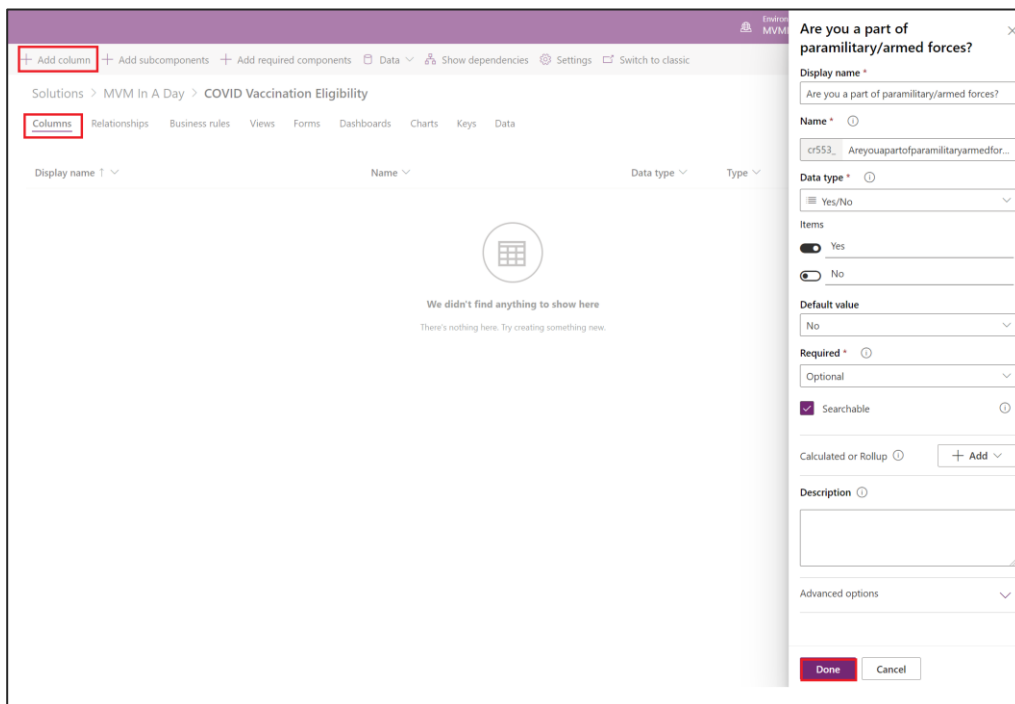 Environ
MVMI
+ Add column + Add subcomponents + Add required components Data Show dependencies Settings Switch to classic
Solutions > MVM In A Day > COVID Vaccination Eligibility
Columns Relationships Business rules Views Forms Dashboards Charts Keys Data
Display name ↑ Name Data type Type
We didn't find anything to show here
There's nothing here. Try creating something new.
Are you a part of
paramilitary/armed forces?
Display name *
Are you a part of paramilitary/armed forces?
Name *
cr553_ Areyouapartofparamilitaryarmedfor...
Data type *
Yes/No
Items
Yes
No
Default value
No
Required *
Optional
Searchable
Calculated or Rollup + Add
Description
Advanced options
Done Cancel